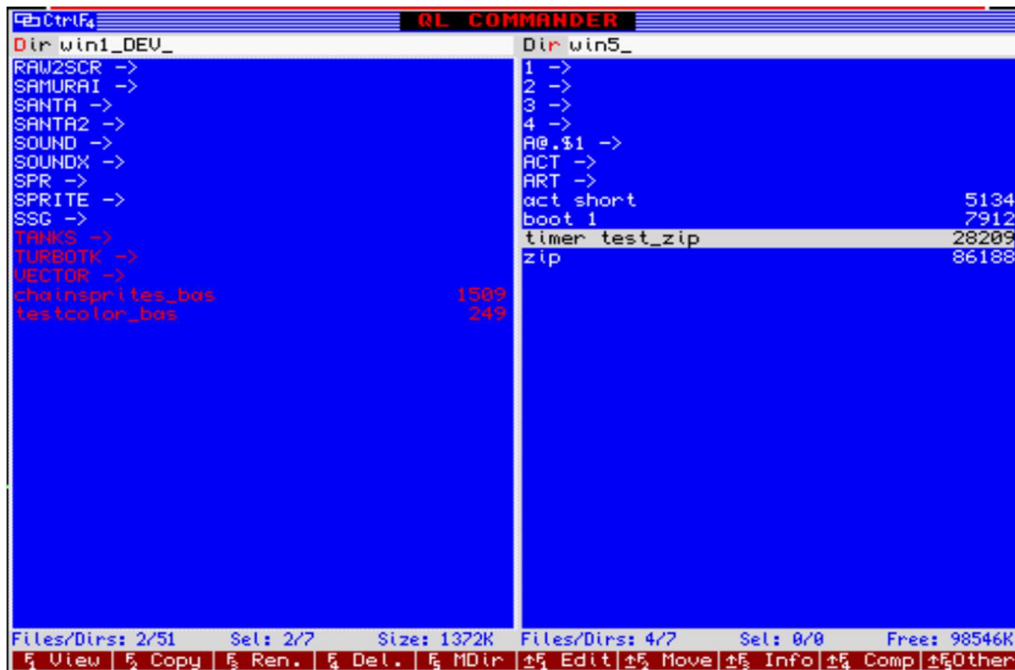 CtrlF4 QL COMMANDER
Dir win1_DEV_
RAW2SCR ->
SAMURAI ->
SANTA ->
SANTA2 ->
SOUND ->
SOUNDX ->
SPR ->
SPRITE ->
SSG ->
TANKS ->
TURBOTK ->
VECTOR ->
chainsprites_bas 1509
testcolor_bas 249
Files/Dirs: 2/51 Sel: 2/7 Size: 1372K
Dir win5_
1 ->
2 ->
3 ->
4 ->
A@.$1 ->
ACT ->
ART ->
act short 5134
boot 1 7912
timer test_zip 28209
zip 86188
Files/Dirs: 4/7 Sel: 0/0 Free: 98546K
F1 View F2 Copy F3 Ren. F4 Del. F5 MDir ↑F1 Edit ↑F2 Move ↑F3 Info ↑F4 Comp ↑F5 Other